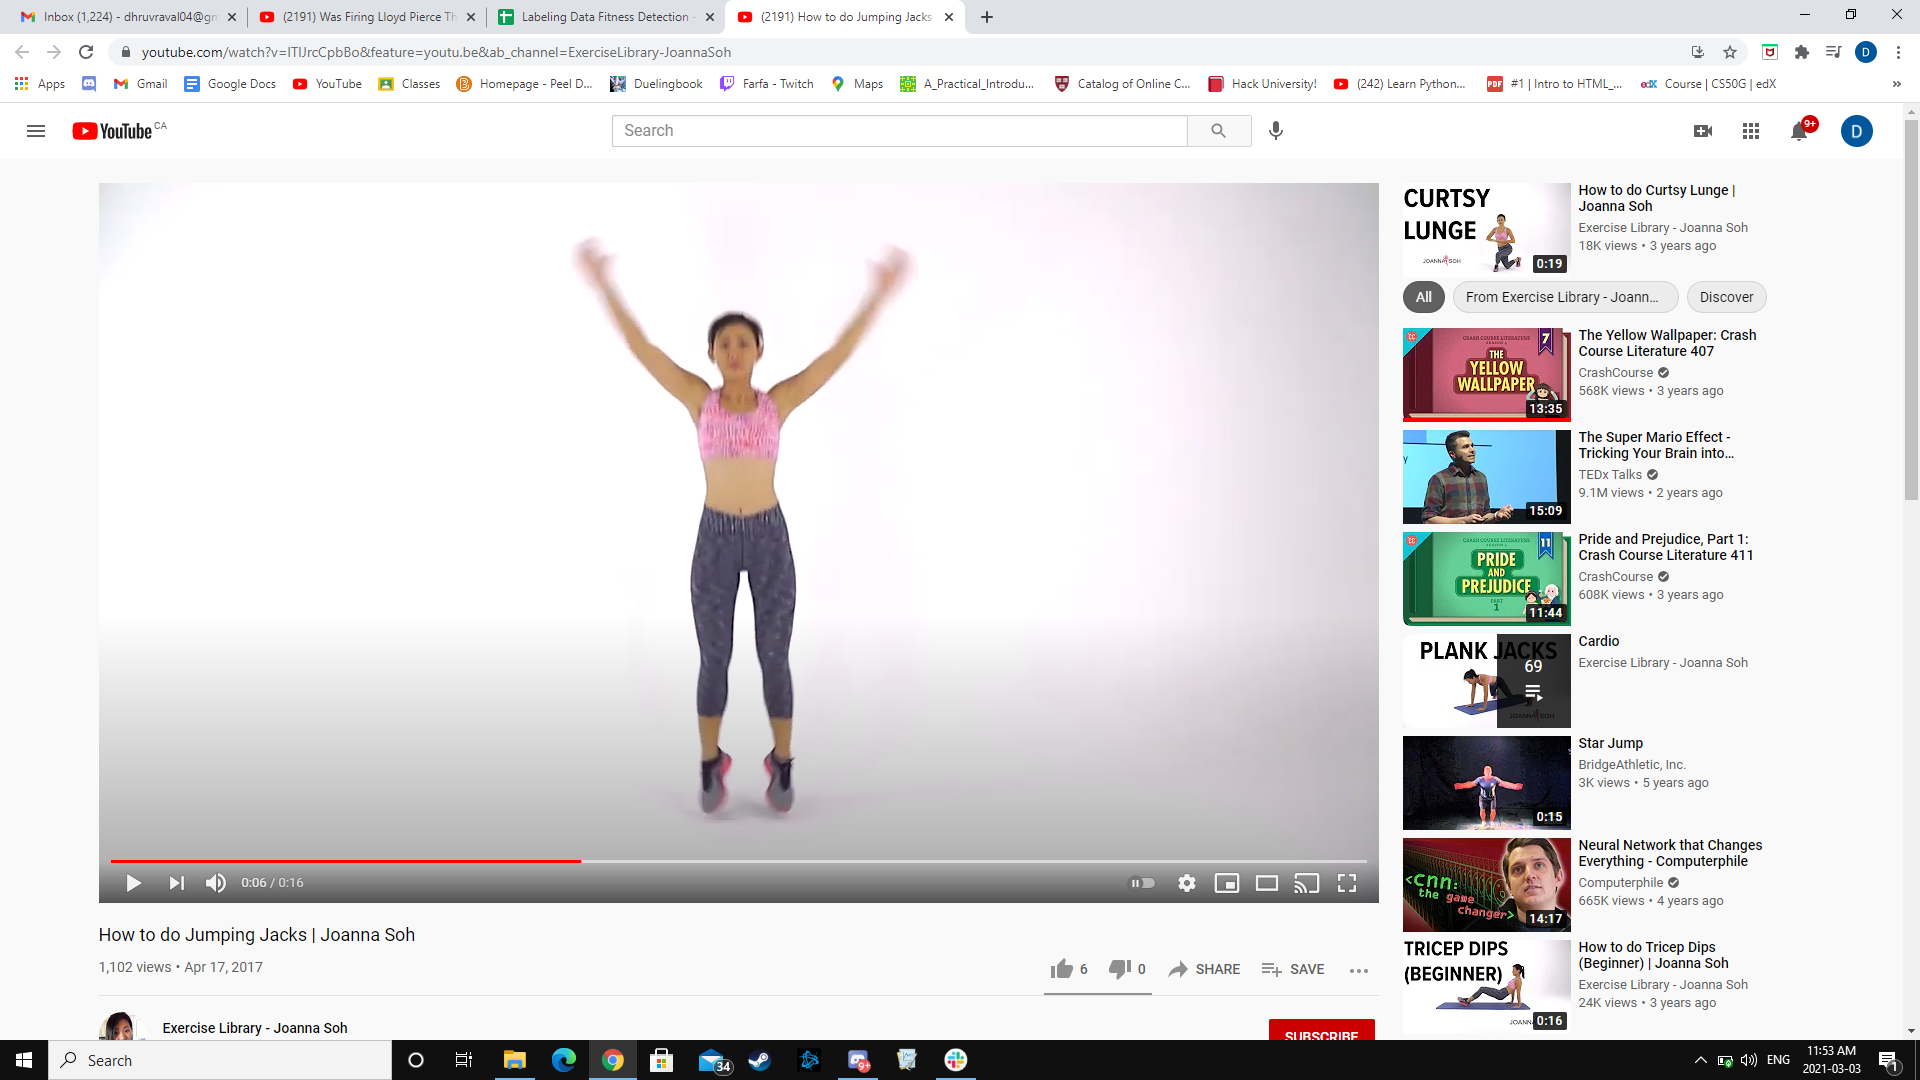 Inbox (1,224) - dhruvraval04@gm
(2191) Was Firing Lloyd Pierce Th
Labeling Data Fitness Detection -
(2191) How to do Jumping Jacks
youtube.com/watch?v=ITlJrcCpbBo&feature=youtu.be&ab_channel=ExerciseLibrary-JoannaSoh
D
Apps
Gmail
Google Docs
YouTube
Classes
Homepage - Peel D...
Duelingbook
Farfa - Twitch
Maps
A_Practical_Introdu...
Catalog of Online C...
Hack University!
(242) Learn Python...
#1 | Intro to HTML_...
Course | CS50G | edX
»
YouTube CA
Search
9+
D
CURTSY
LUNGE
JOANNA SOH
0:19
How to do Curtsy Lunge |
Joanna Soh
Exercise Library - Joanna Soh
18K views • 3 years ago
All
From Exercise Library - Joann...
Discover
CRASH COURSE LITERATURE
7
THE
YELLOW
WALLPAPER
13:35
The Yellow Wallpaper: Crash
Course Literature 407
CrashCourse
568K views • 3 years ago
15:09
The Super Mario Effect -
Tricking Your Brain into...
TEDx Talks
9.1M views • 2 years ago
CRASH COURSE LITERATURE
11
PRIDE
AND
PREJUDICE
PART
1
11:44
Pride and Prejudice, Part 1:
Crash Course Literature 411
CrashCourse
608K views • 3 years ago
PLANK JACKS
69
JOANNA SOH
Cardio
Exercise Library - Joanna Soh
0:15
Star Jump
BridgeAthletic, Inc.
3K views • 5 years ago
<cnn:
the game
changer>
14:17
Neural Network that Changes
Everything - Computerphile
Computerphile
665K views • 4 years ago
TRICEP DIPS
(BEGINNER)
0:16
How to do Tricep Dips
(Beginner) | Joanna Soh
Exercise Library - Joanna Soh
24K views • 3 years ago
0:06 / 0:16
How to do Jumping Jacks | Joanna Soh
1,102 views • Apr 17, 2017
6
0
SHARE
SAVE
Exercise Library - Joanna Soh
SUBSCRIBE
Search
34
9+
ENG
11:53 AM
2021-03-03
1